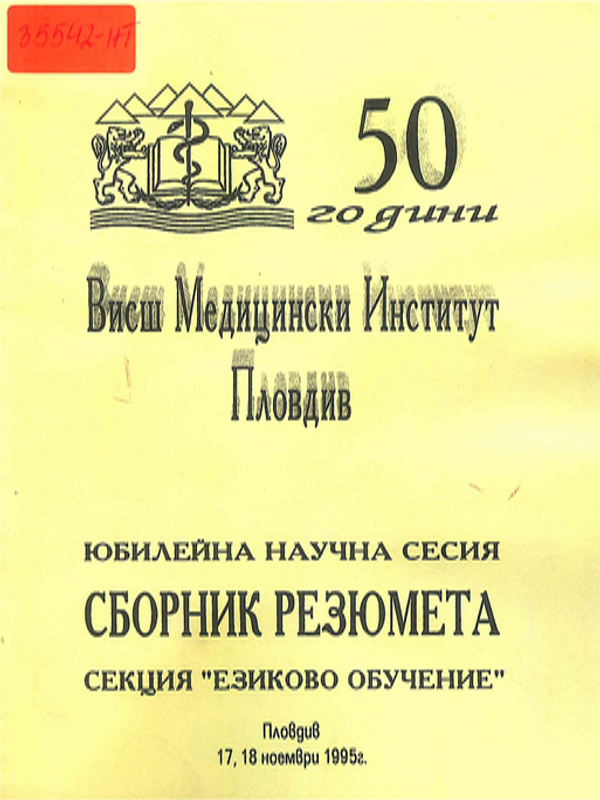 35542-НТ
50
години
Висш Медицински Институт
Пловдив
ЮБИЛЕЙНА НАУЧНА СЕСИЯ
СБОРНИК РЕЗЮМЕТА
СЕКЦИЯ "ЕЗИКОВО ОБУЧЕНИЕ"
Пловдив
17, 18 ноември 1995г.